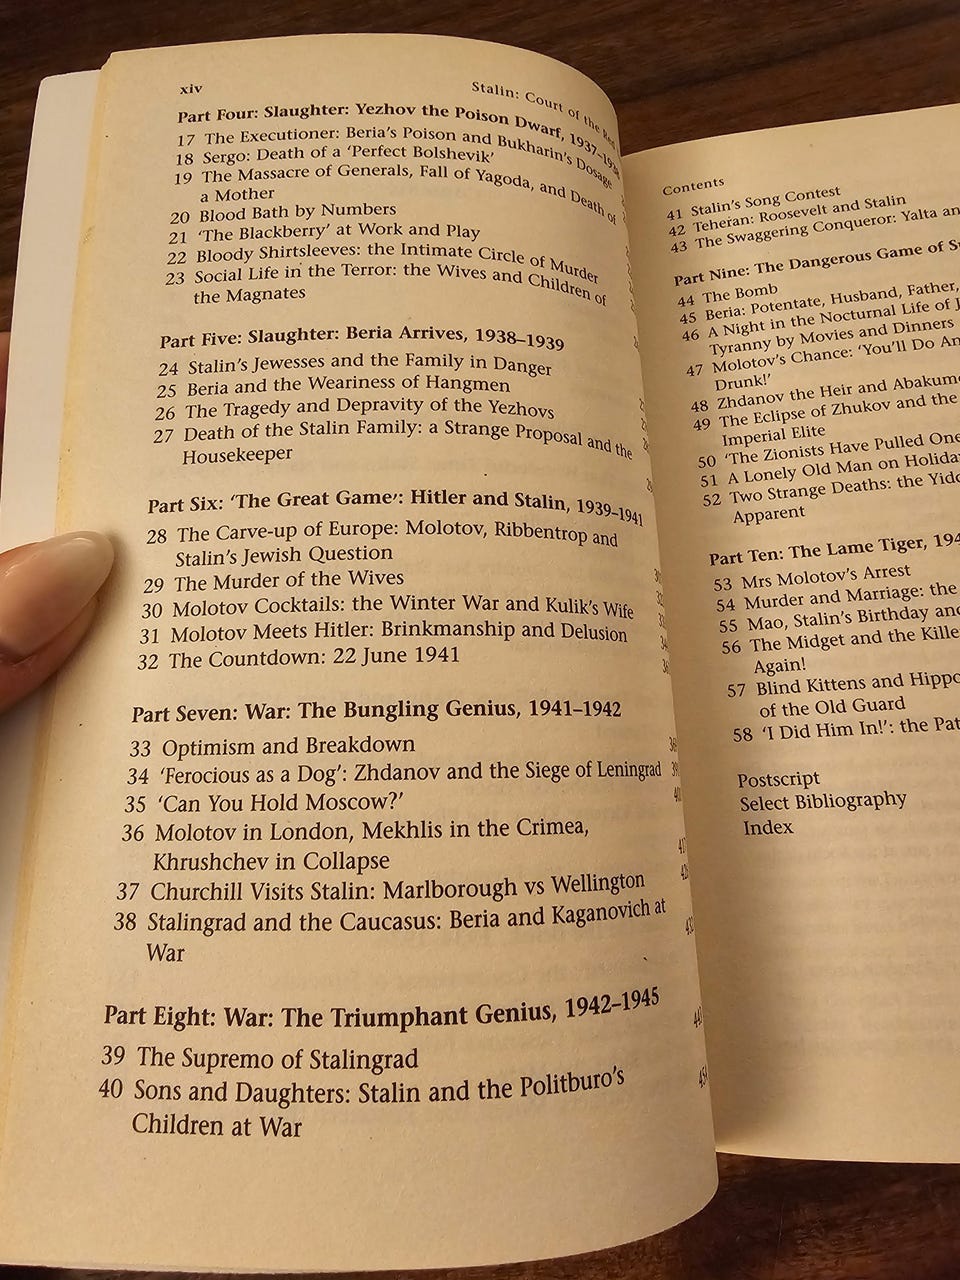 xiv
Stalin: Court of the Red
Part Four: Slaughter: Yezhov the Poison Dwarf, 1937–1938
17 The Executioner: Beria's Poison and Bukharin's Dosage
18 Sergo: Death of a 'Perfect Bolshevik'
19 The Massacre of Generals, Fall of Yagoda, and Death of
a Mother
20 Blood Bath by Numbers
21 'The Blackberry' at Work and Play
22 Bloody Shirtsleeves: the Intimate Circle of Murder
23 Social Life in the Terror: the Wives and Children of
the Magnates
Part Five: Slaughter: Beria Arrives, 1938–1939
24 Stalin's Jewesses and the Family in Danger
25 Beria and the Weariness of Hangmen
26 The Tragedy and Depravity of the Yezhovs
27 Death of the Stalin Family: a Strange Proposal and the
Housekeeper
Part Six: 'The Great Game': Hitler and Stalin, 1939–1941
28 The Carve-up of Europe: Molotov, Ribbentrop and
Stalin's Jewish Question
29 The Murder of the Wives
30 Molotov Cocktails: the Winter War and Kulik's Wife
31 Molotov Meets Hitler: Brinkmanship and Delusion
32 The Countdown: 22 June 1941
Part Seven: War: The Bungling Genius, 1941–1942
33 Optimism and Breakdown
34 'Ferocious as a Dog': Zhdanov and the Siege of Leningrad
35 'Can You Hold Moscow?'
36 Molotov in London, Mekhlis in the Crimea,
Khrushchev in Collapse
37 Churchill Visits Stalin: Marlborough vs Wellington
38 Stalingrad and the Caucasus: Beria and Kaganovich at
War
Part Eight: War: The Triumphant Genius, 1942–1945
39 The Supremo of Stalingrad
40 Sons and Daughters: Stalin and the Politburo's
Children at War
Contents
41 Stalin's Song Contest
42 Teheran: Roosevelt and Stalin
43 The Swaggering Conqueror: Yalta an
Part Nine: The Dangerous Game of S
44 The Bomb
45 Beria: Potentate, Husband, Father,
46 A Night in the Nocturnal Life of J
Tyranny by Movies and Dinners
47 Molotov's Chance: 'You'll Do An
Drunk!'
48 Zhdanov the Heir and Abakum
49 The Eclipse of Zhukov and the
Imperial Elite
50 'The Zionists Have Pulled One
51 A Lonely Old Man on Holida
52 Two Strange Deaths: the Yid
Apparent
Part Ten: The Lame Tiger, 194
53 Mrs Molotov's Arrest
54 Murder and Marriage: the
55 Mao, Stalin's Birthday and
56 The Midget and the Kille
Again!
57 Blind Kittens and Hippo
of the Old Guard
58 'I Did Him In!': the Pat
Postscript
Select Bibliography
Index